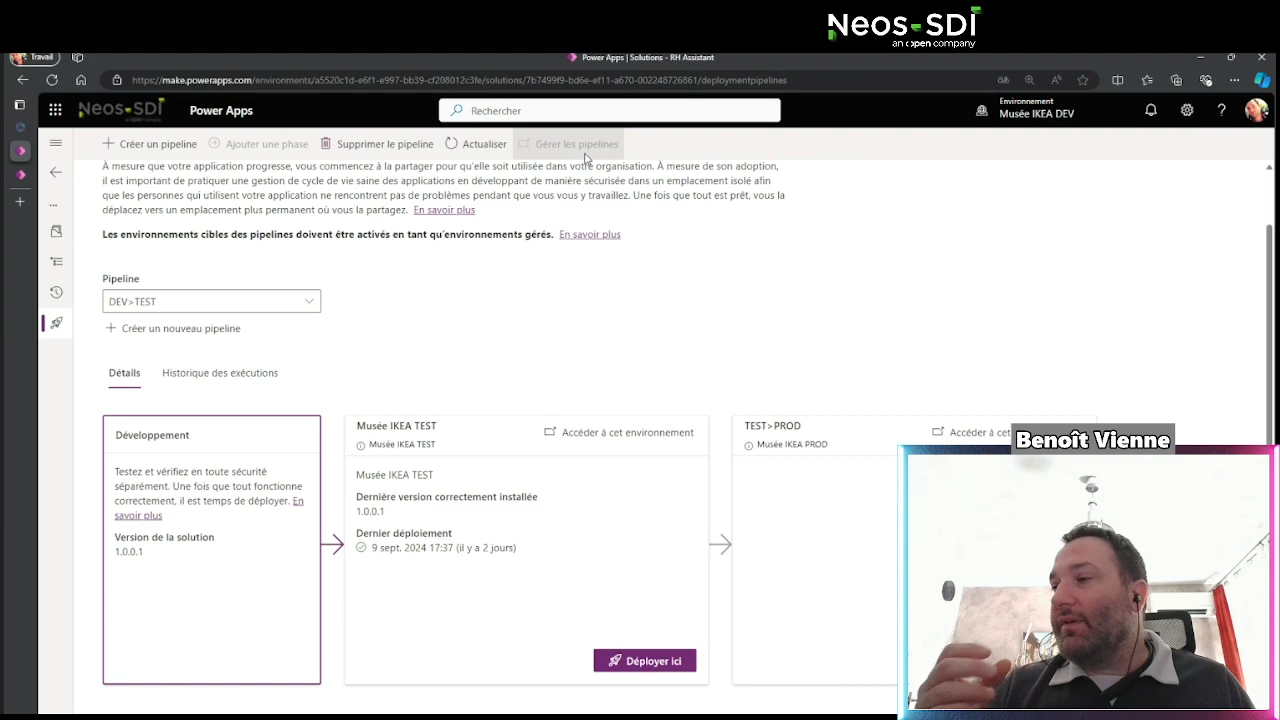 Neos-SDI
an open company
Travail
Power Apps | Solutions - RH Assistant
https://make.powerapps.com/environments/a5520c1d-e6f1-e997-bb39-cf208012c3fe/solutions/7b7499f9-bd6e-ef11-a670-002248726861/deploymentpipelines
Neos-SDI
Power Apps
Rechercher
Environnement
Musée IKEA DEV
Créer un pipeline
Ajouter une phase
Supprimer le pipeline
Actualiser
Gérer les pipelines
À mesure que votre application progresse, vous commencez à la partager pour qu'elle soit utilisée dans votre organisation. À mesure de son adoption,
il est important de pratiquer une gestion de cycle de vie saine des applications en développant de manière sécurisée dans un emplacement isolé afin
que les personnes qui utilisent votre application ne rencontrent pas de problèmes pendant que vous vous y travaillez. Une fois que tout est prêt, vous la
déplacez vers un emplacement plus permanent où vous la partagez. En savoir plus
Les environnements cibles des pipelines doivent être activés en tant qu'environnements gérés. En savoir plus
Pipeline
DEV>TEST
Créer un nouveau pipeline
Détails
Historique des exécutions
Développement
Testez et vérifiez en toute sécurité
séparément. Une fois que tout fonctionne
correctement, il est temps de déployer. En
savoir plus
Version de la solution
1.0.0.1
Musée IKEA TEST
Musée IKEA TEST
Accéder à cet environnement
Musée IKEA TEST
Dernière version correctement installée
1.0.0.1
Dernier déploiement
9 sept. 2024 17:37 (il y a 2 jours)
Déployer ici
TEST>PROD
Musée IKEA PROD
Accéder à cet
Benoît Vienne